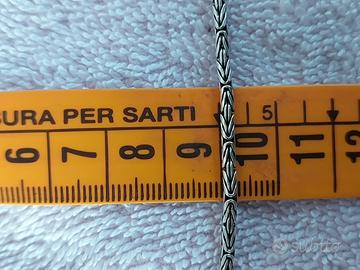 SURA PER SARTI 5
6 7 8 9 10 11 12
subito